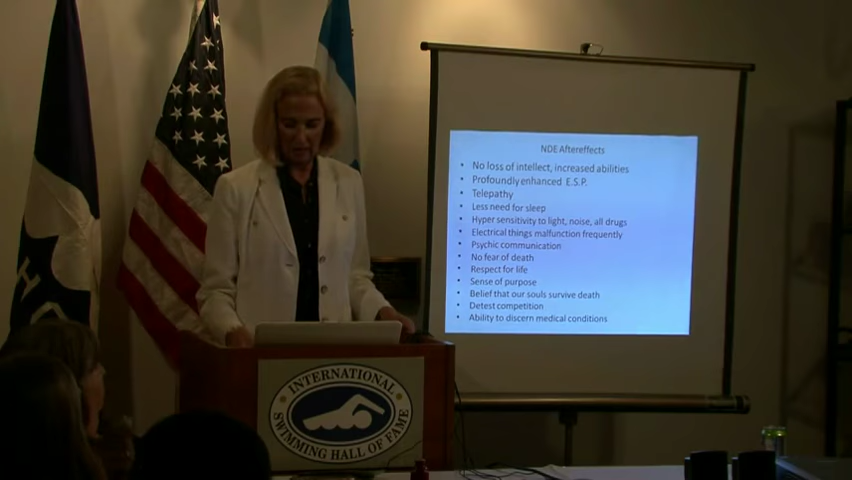 NDE Aftereffects
• No loss of intellect, increased abilities
• Profoundly enhanced E.S.P.
• Telepathy
• Less need for sleep
• Hyper sensitivity to light, noise, all drugs
• Electrical things malfunction frequently
• Psychic communication
• No fear of death
• Respect for life
• Sense of purpose
• Belief that our souls survive death
• Detest competition
• Ability to discern medical conditions
INTERNATIONAL
SWIMMING HALL OF FAME